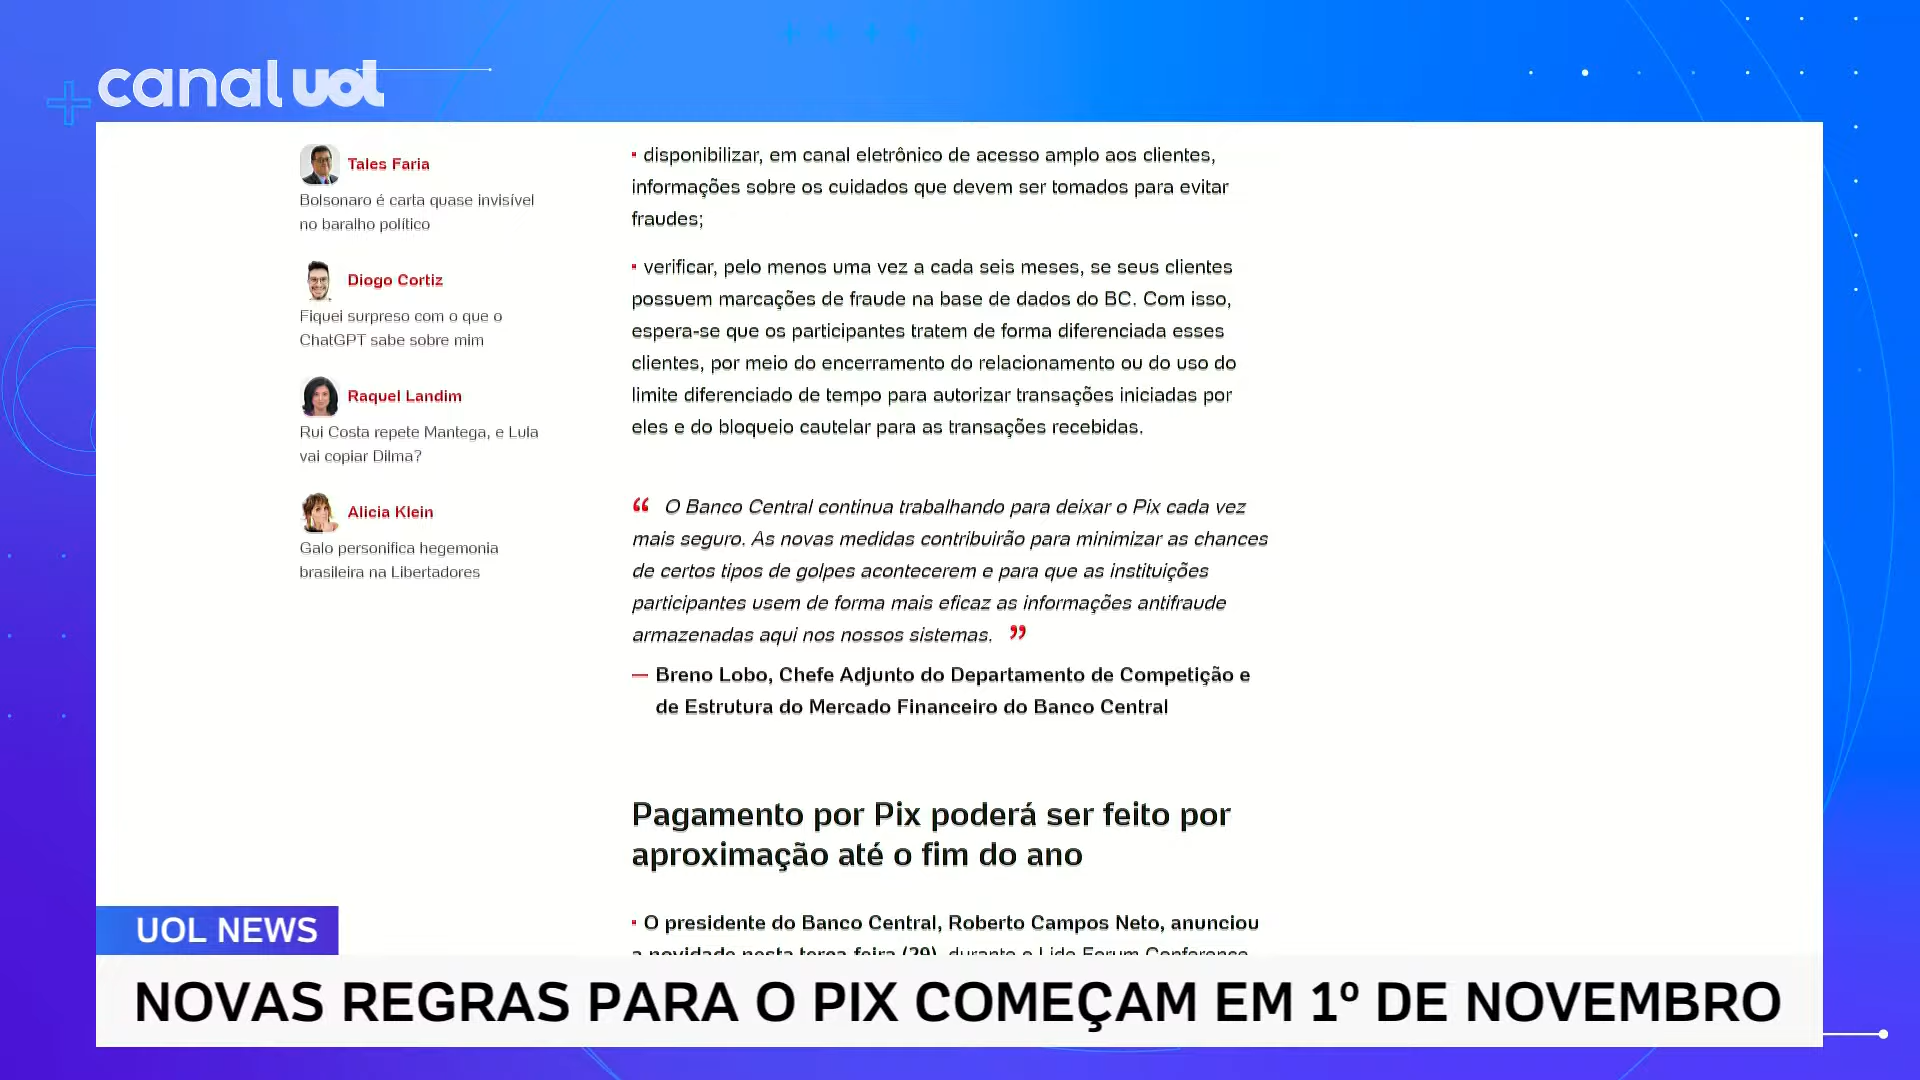 canal uol
Tales Faria
Bolsonaro é carta quase invisível
no baralho político
Diogo Cortiz
Fiquei surpreso com o que o
ChatGPT sabe sobre mim
Raquel Landim
Rui Costa repete Mantega, e Lula
vai copiar Dilma?
Alicia Klein
Galo personifica hegemonia
brasileira na Libertadores
disponibilizar, em canal eletrônico de acesso amplo aos clientes,
informações sobre os cuidados que devem ser tomados para evitar
fraudes;
verificar, pelo menos uma vez a cada seis meses, se seus clientes
possuem marcações de fraude na base de dados do BC. Com isso,
espera-se que os participantes tratem de forma diferenciada esses
clientes, por meio do encerramento do relacionamento ou do uso do
limite diferenciado de tempo para autorizar transações iniciadas por
eles e do bloqueio cautelar para as transações recebidas.
“ O Banco Central continua trabalhando para deixar o Pix cada vez
mais seguro. As novas medidas contribuirão para minimizar as chances
de certos tipos de golpes acontecerem e para que as instituições
participantes usem de forma mais eficaz as informações antifraude
armazenadas aqui nos nossos sistemas. ”
— Breno Lobo, Chefe Adjunto do Departamento de Competição e
de Estrutura do Mercado Financeiro do Banco Central
Pagamento por Pix poderá ser feito por
aproximação até o fim do ano
O presidente do Banco Central, Roberto Campos Neto, anunciou
a novidade nesta terça-feira (29), durante o Lide Forum Conference
UOL NEWS
NOVAS REGRAS PARA O PIX COMEÇAM EM 1º DE NOVEMBRO